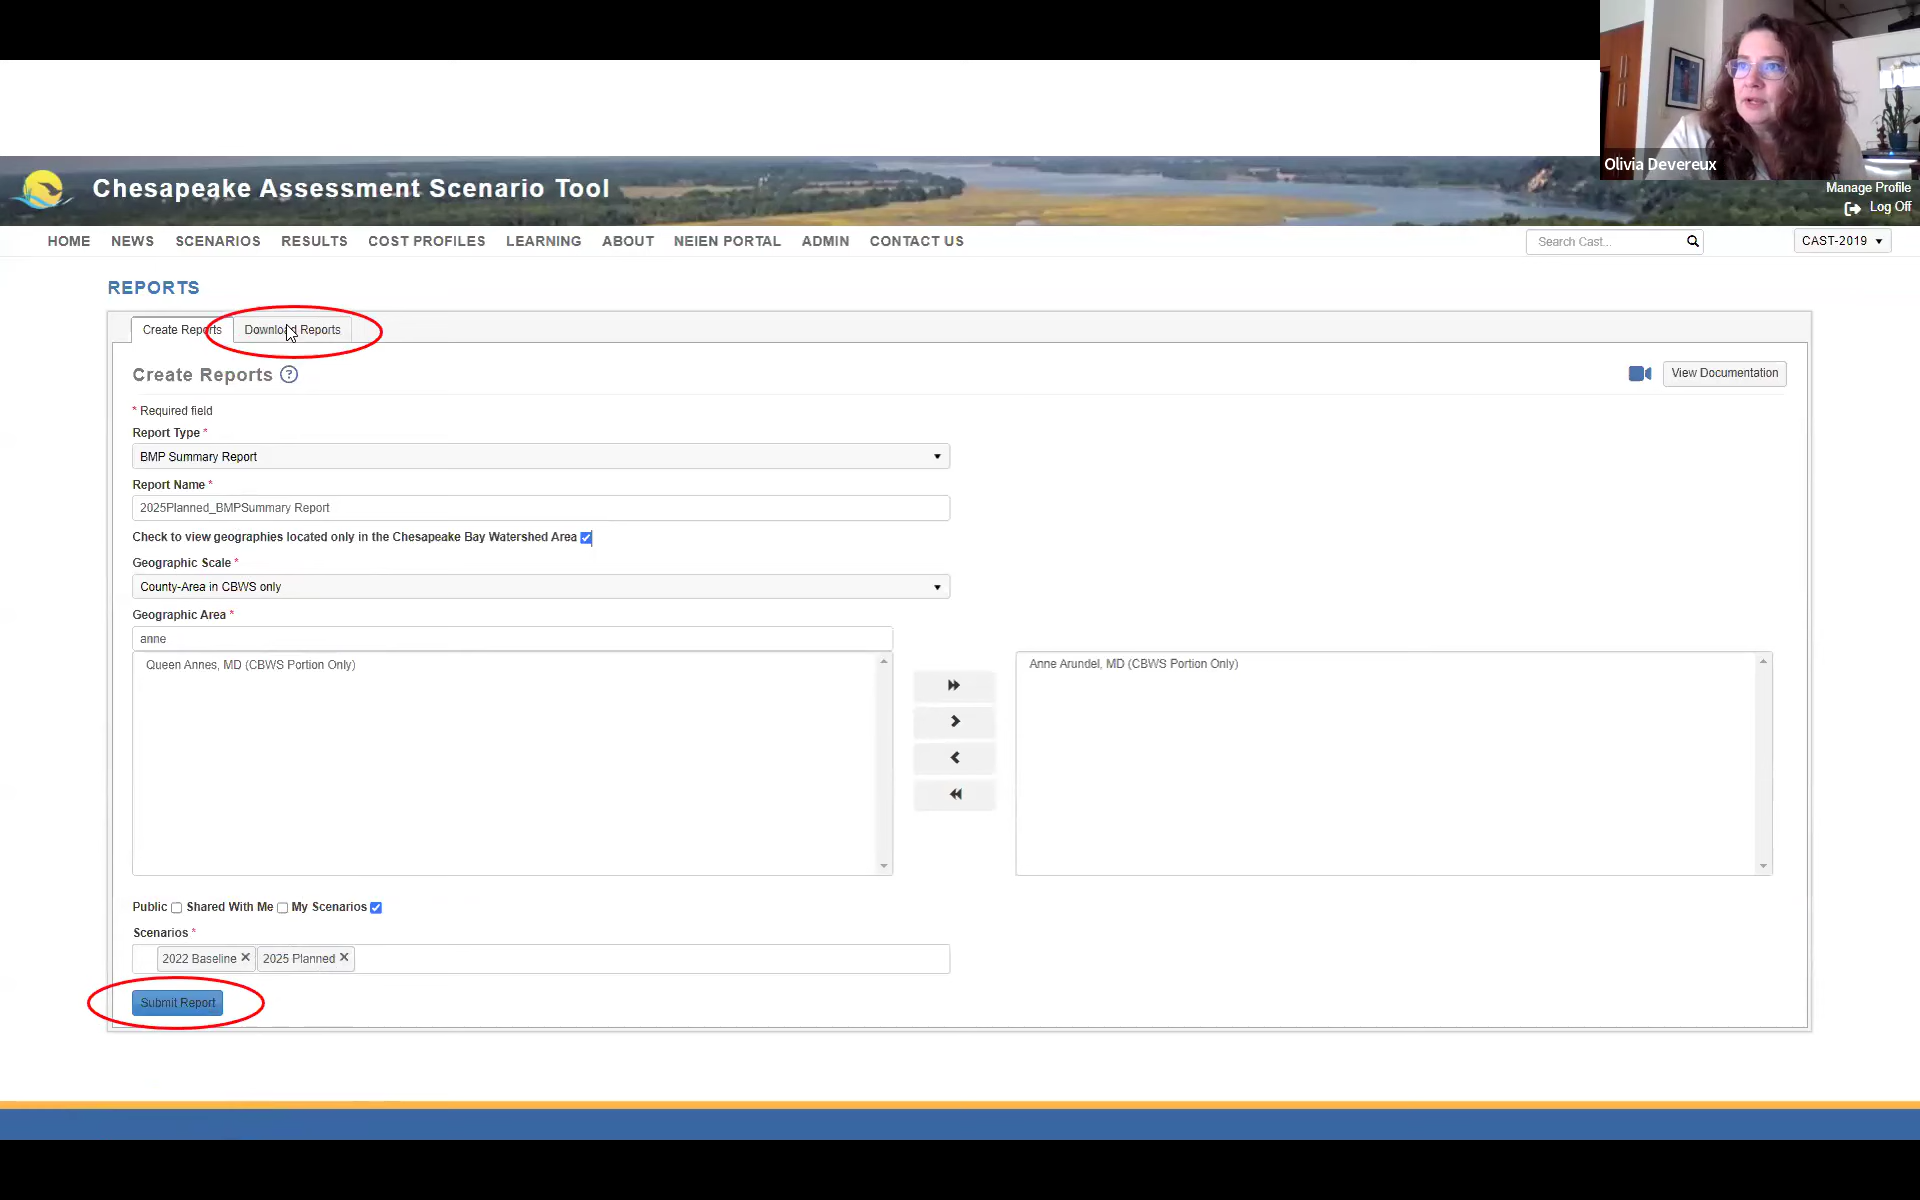 Olivia Devereux
Chesapeake Assessment Scenario Tool
Manage Profile
Log Off
HOME NEWS SCENARIOS RESULTS COST PROFILES LEARNING ABOUT NEIEN PORTAL ADMIN CONTACT US
Search Cast...
CAST-2019
REPORTS
Create Reports
Download Reports
Create Reports ?
View Documentation
* Required field
Report Type *
BMP Summary Report
Report Name *
2025Planned_BMPSummary Report
Check to view geographies located only in the Chesapeake Bay Watershed Area
Geographic Scale *
County-Area in CBWS only
Geographic Area *
anne
Queen Annes, MD (CBWS Portion Only)
Anne Arundel, MD (CBWS Portion Only)
Public Shared With Me My Scenarios
Scenarios *
2022 Baseline ✕ 2025 Planned ✕
Submit Report